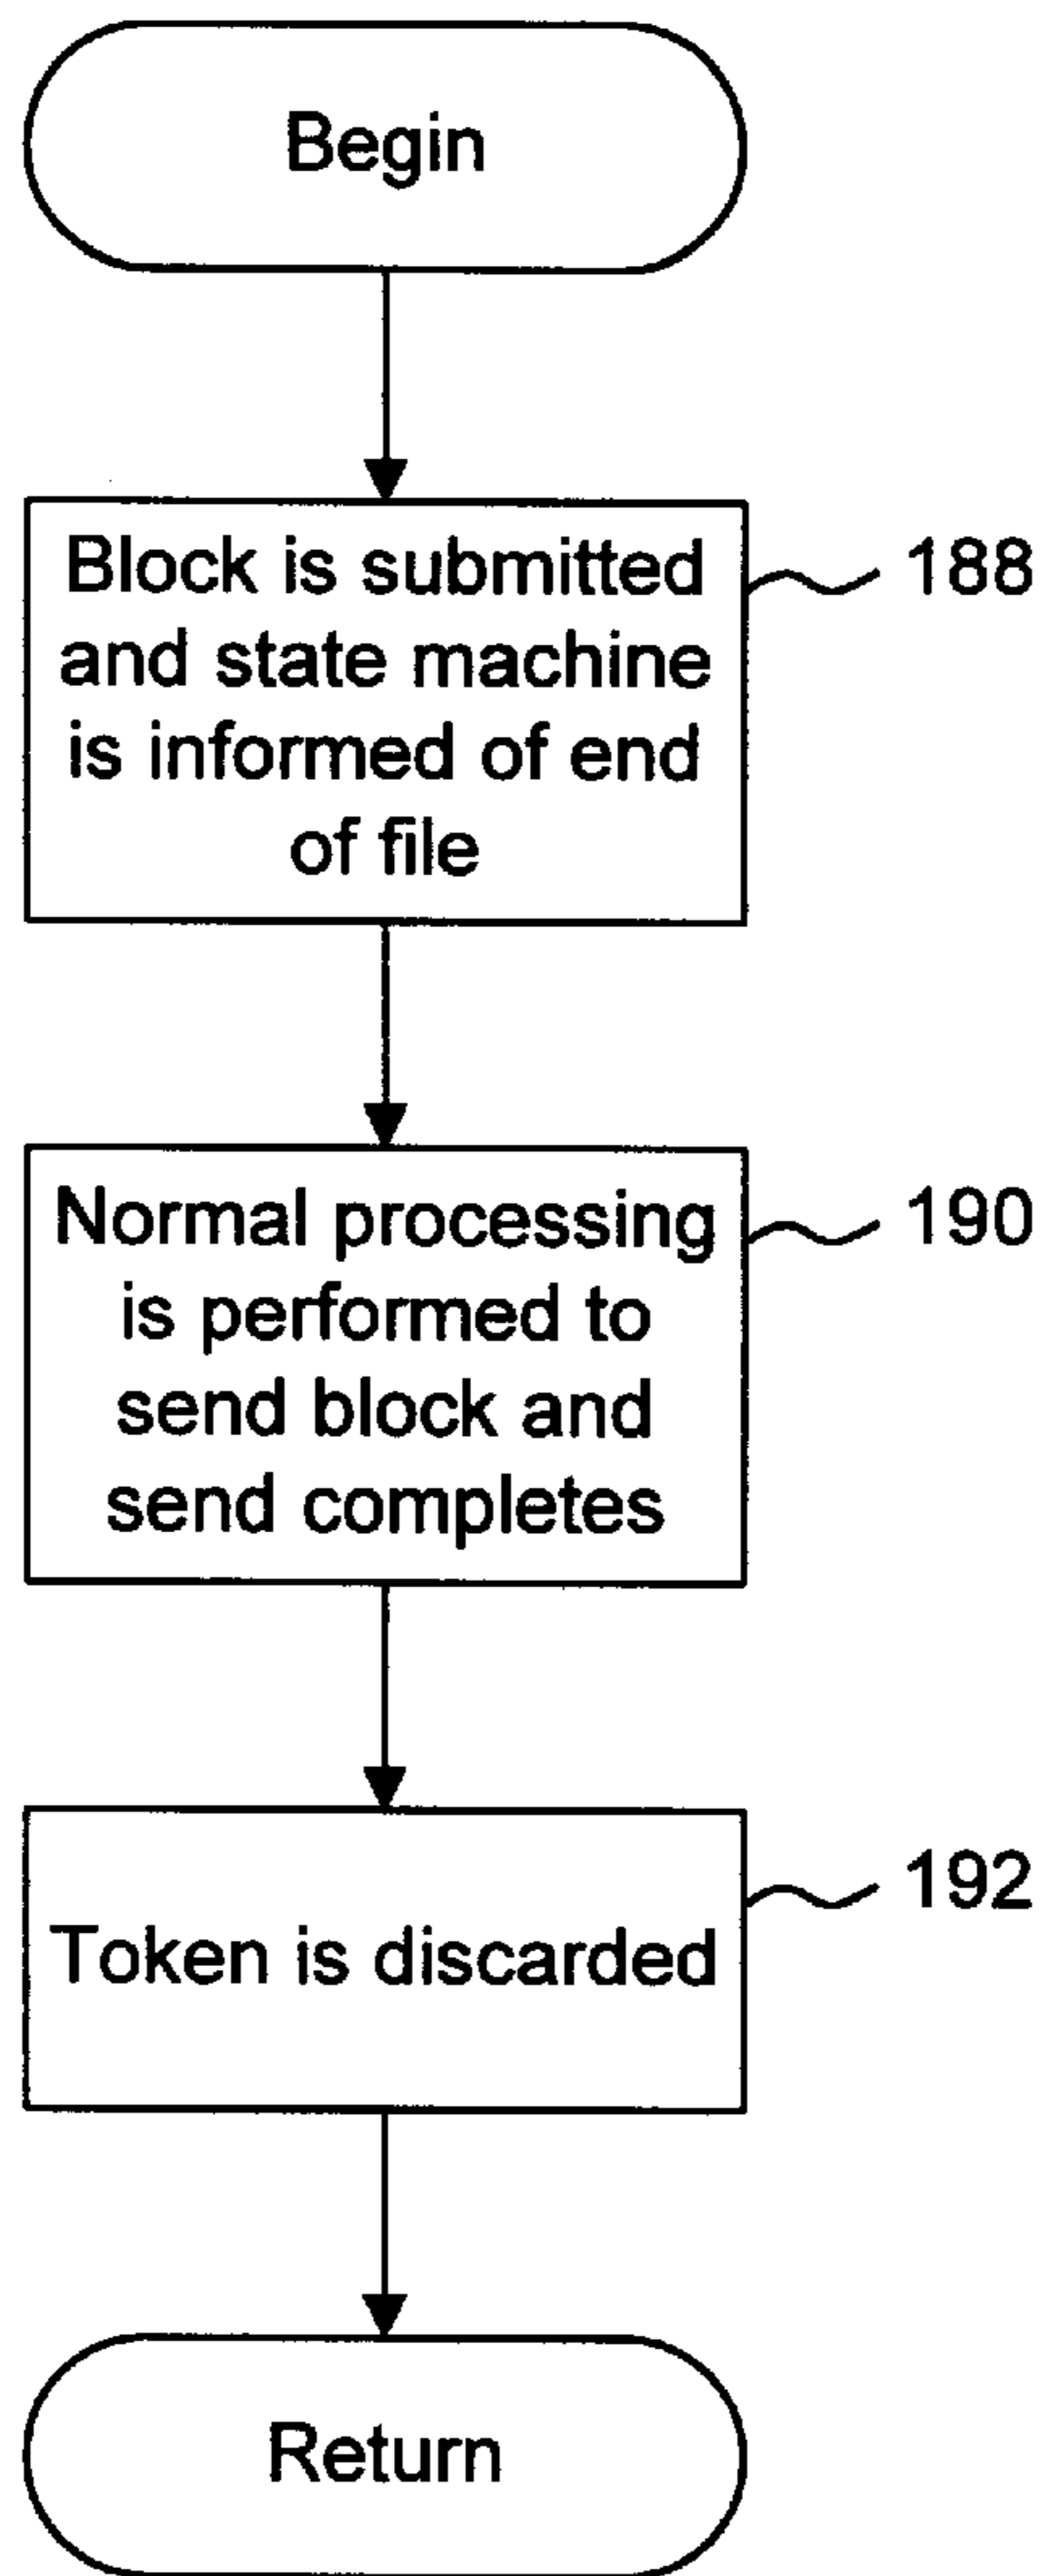 Begin
Block is submitted
and state machine
is informed of end
of file
188
Normal processing
is performed to
send block and
send completes
190
Token is discarded
192
Return